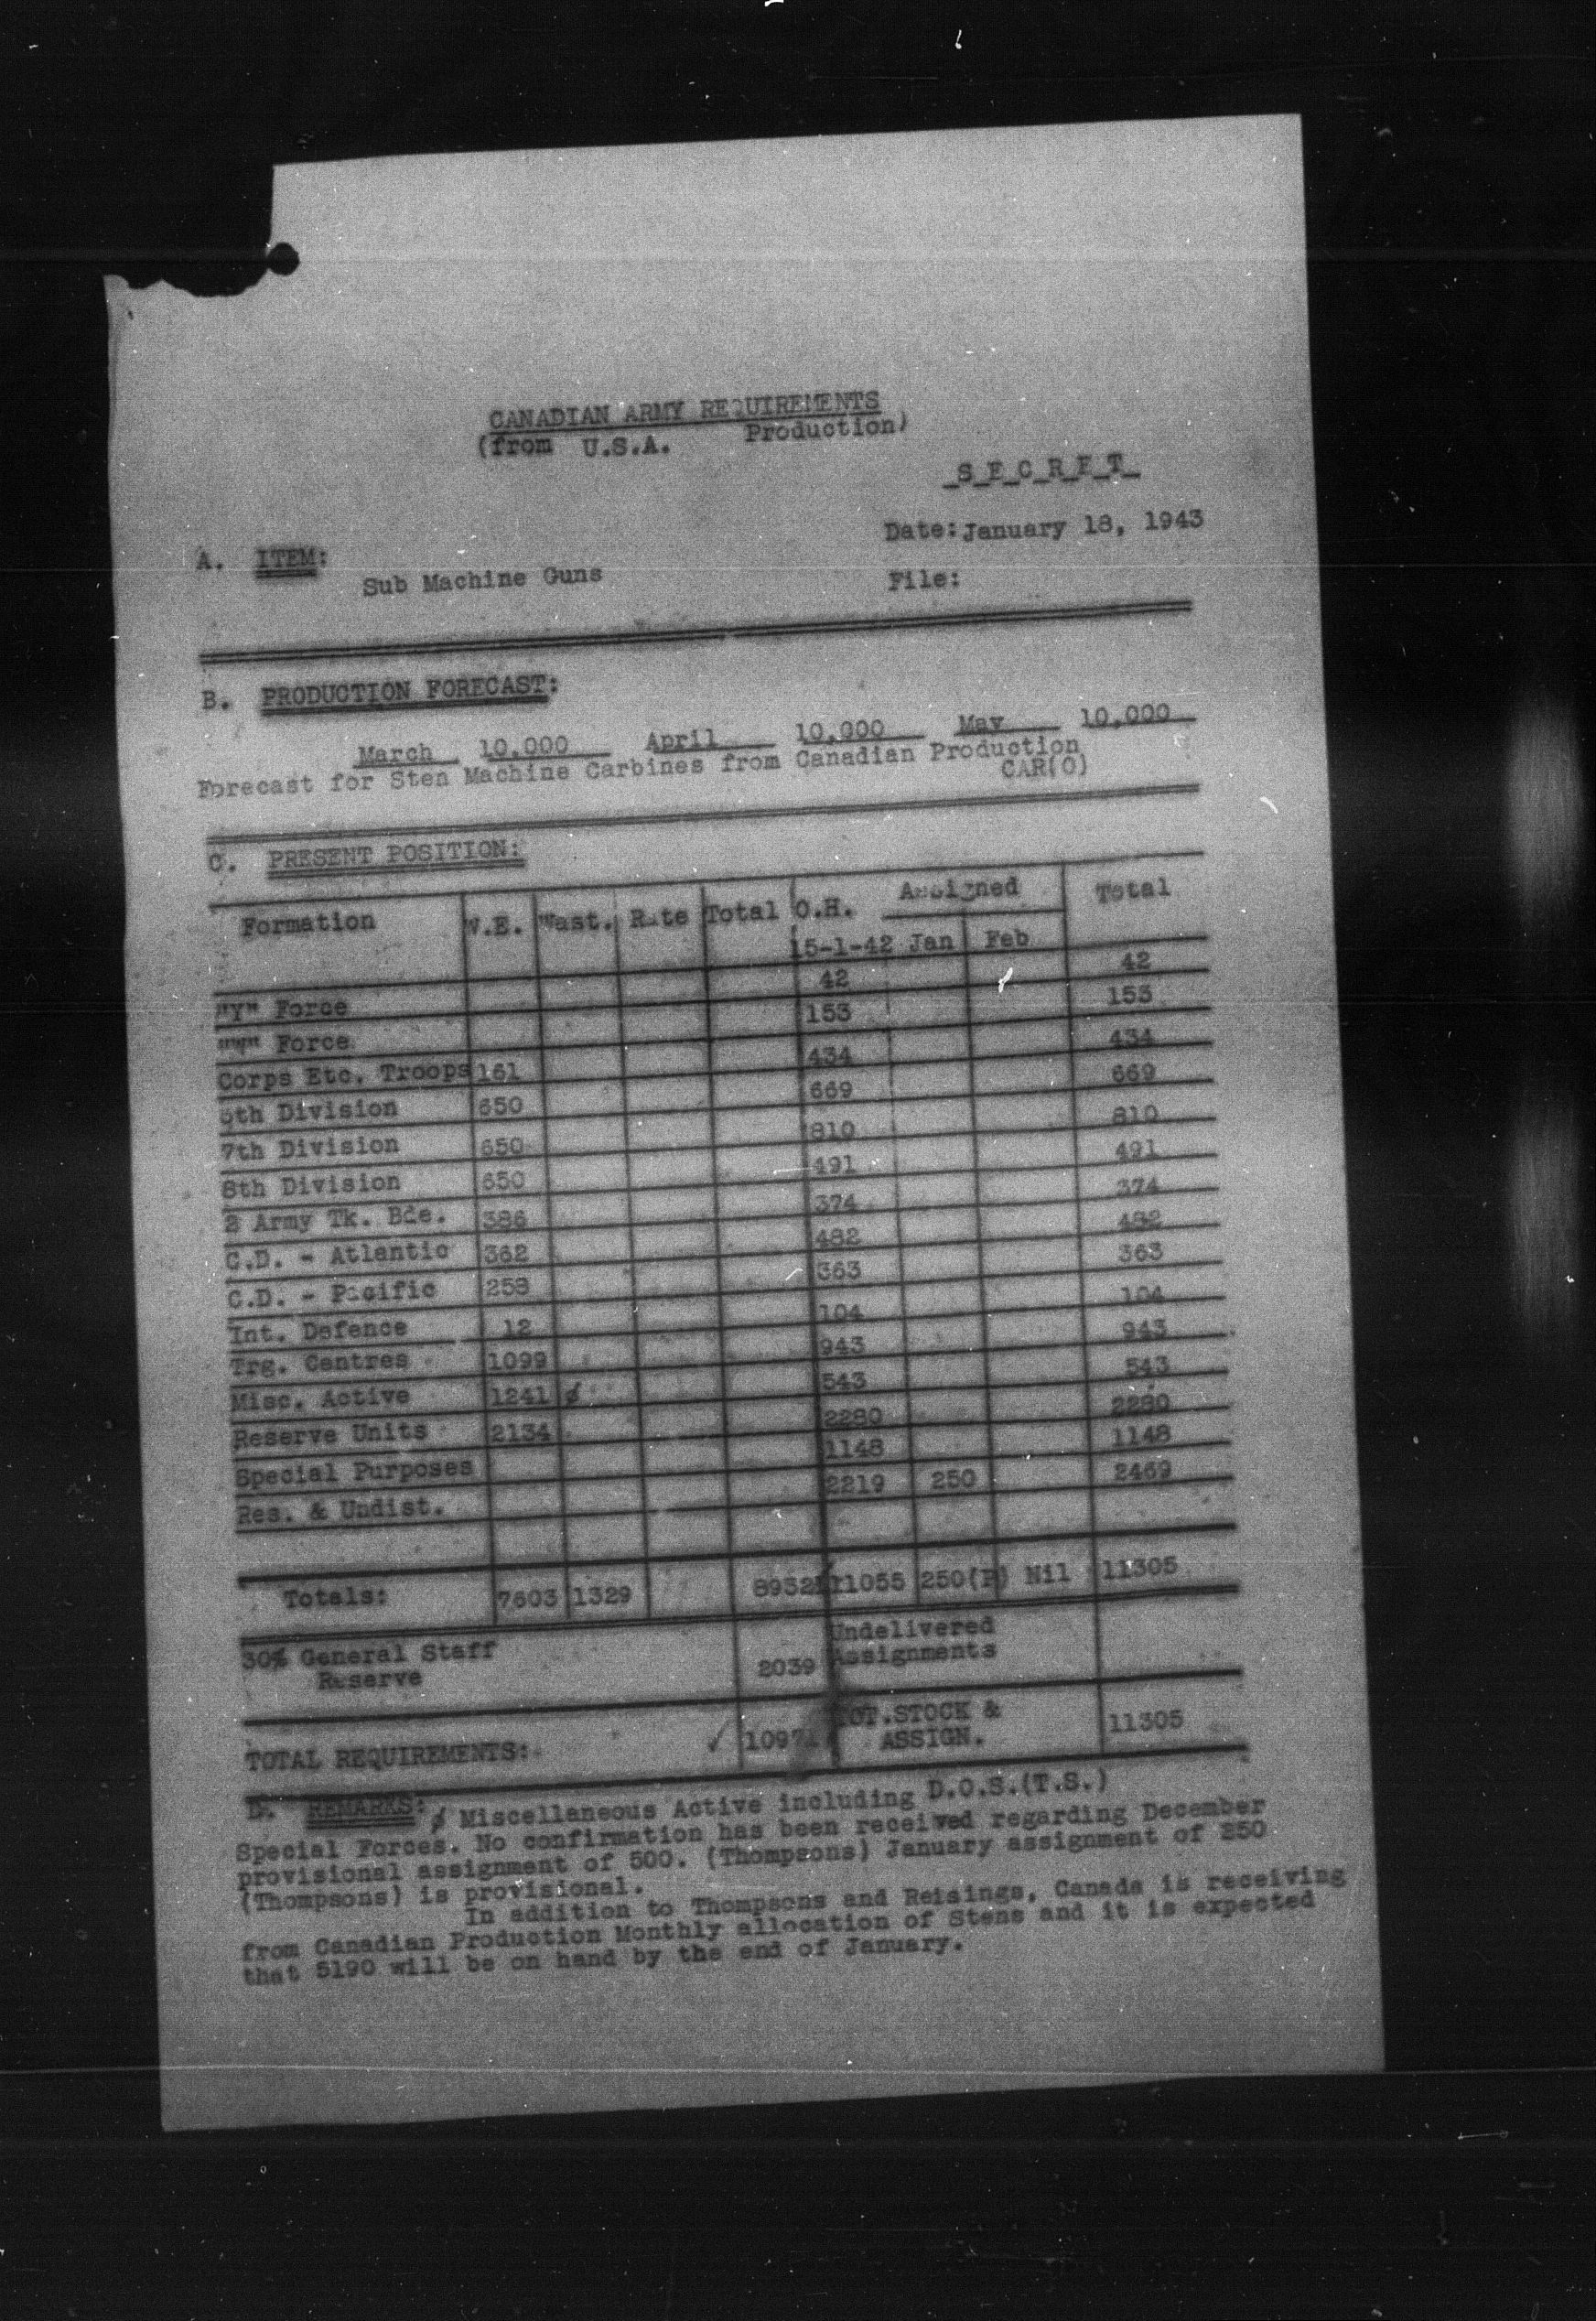 CANADIAN ARMY REQUIREMENTS
(from U.S.A. Production)
S E C R E T
Date: January 18, 1943
A. ITEM:
Sub Machine Guns
File:
B. PRODUCTION FORECAST:
March 10,000 April 10,000 May 10,000
Forecast for Sten Machine Carbines from Canadian Production
CAR(O)
C. PRESENT POSITION:
Formation W.E. Wast. Rate Total O.H. Assigned Total
15-1-42 Jan Feb
"Y" Force 42 42
Force 153 153
Corps Etc. Troops 161 434 434
Division 650 669 669
7th Division 650 810 810
8th Division 650 491 491
2 Army Tk. Bde. 386 374 374
C.D. - Atlantic 362 482 482
C.D. - Pacific 258 363 363
Int. Defence 12 104 104
Trg. Centres 1099 943 943
Misc. Active 1241 ∮ 543 543
Reserve Units 2134 2280 2280
Special Purposes 1148 1148
Res. & Undist. 2219 250 2469
Totals: 7603 1329 8932 11055 250(P) Nil 11305
30% General Staff
Reserve 2039 Undelivered
Assignments
TOTAL REQUIREMENTS: 10971 TOT.STOCK &
ASSIGN. 11305
D. REMARKS: ∮ Miscellaneous Active including D.O.S.(T.S.)
Special Forces. No confirmation has been received regarding December
provisional assignment of 500. (Thompsons) January assignment of 250
(Thompsons) is provisional.
In addition to Thompsons and Reisings, Canada is receiving
from Canadian Production Monthly allocation of Stens and it is expected
that 5190 will be on hand by the end of January.